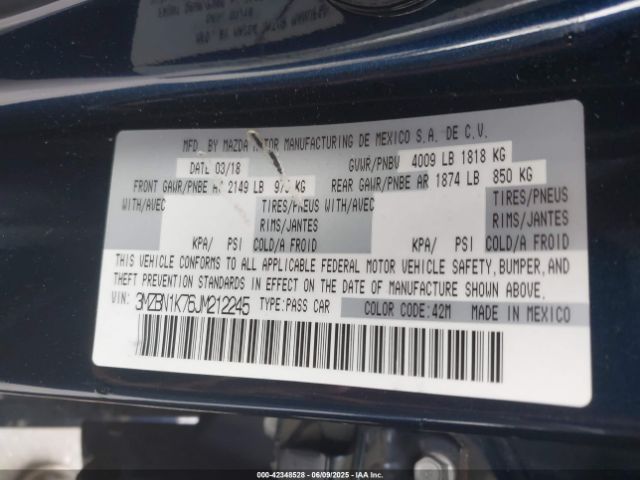 MFD. BY MAZDA MOTOR MANUFACTURING DE MEXICO S.A. DE C.V.
DATE 03/18 GVWR/PNBV 4009 LB 1818 KG
FRONT GAWR/PNBE AR 2149 LB KG REAR GAWR/PNBE AR 1874 LB 850 KG
WITH/AVEC TIRES/PNEUS WITH/AVEC TIRES/PNEUS
RIMS/JANTES RIMS/JANTES
KPA/ PSI COLD/A FROID KPA/ PSI COLD/A FROID
THIS VEHICLE CONFORMS TO ALL APPLICABLE FEDERAL MOTOR VEHICLE SAFETY, BUMPER, AND
THEFT PREVENTION STANDARDS IN EFFECT ON THE DATE OF MANUFACTURE SHOWN ABOVE.
VIN: 3MZBN1K76JM212245 TYPE:PASS CAR COLOR CODE:42M MADE IN MEXICO
000-42348528 - 06/09/2025 - IAA Inc.